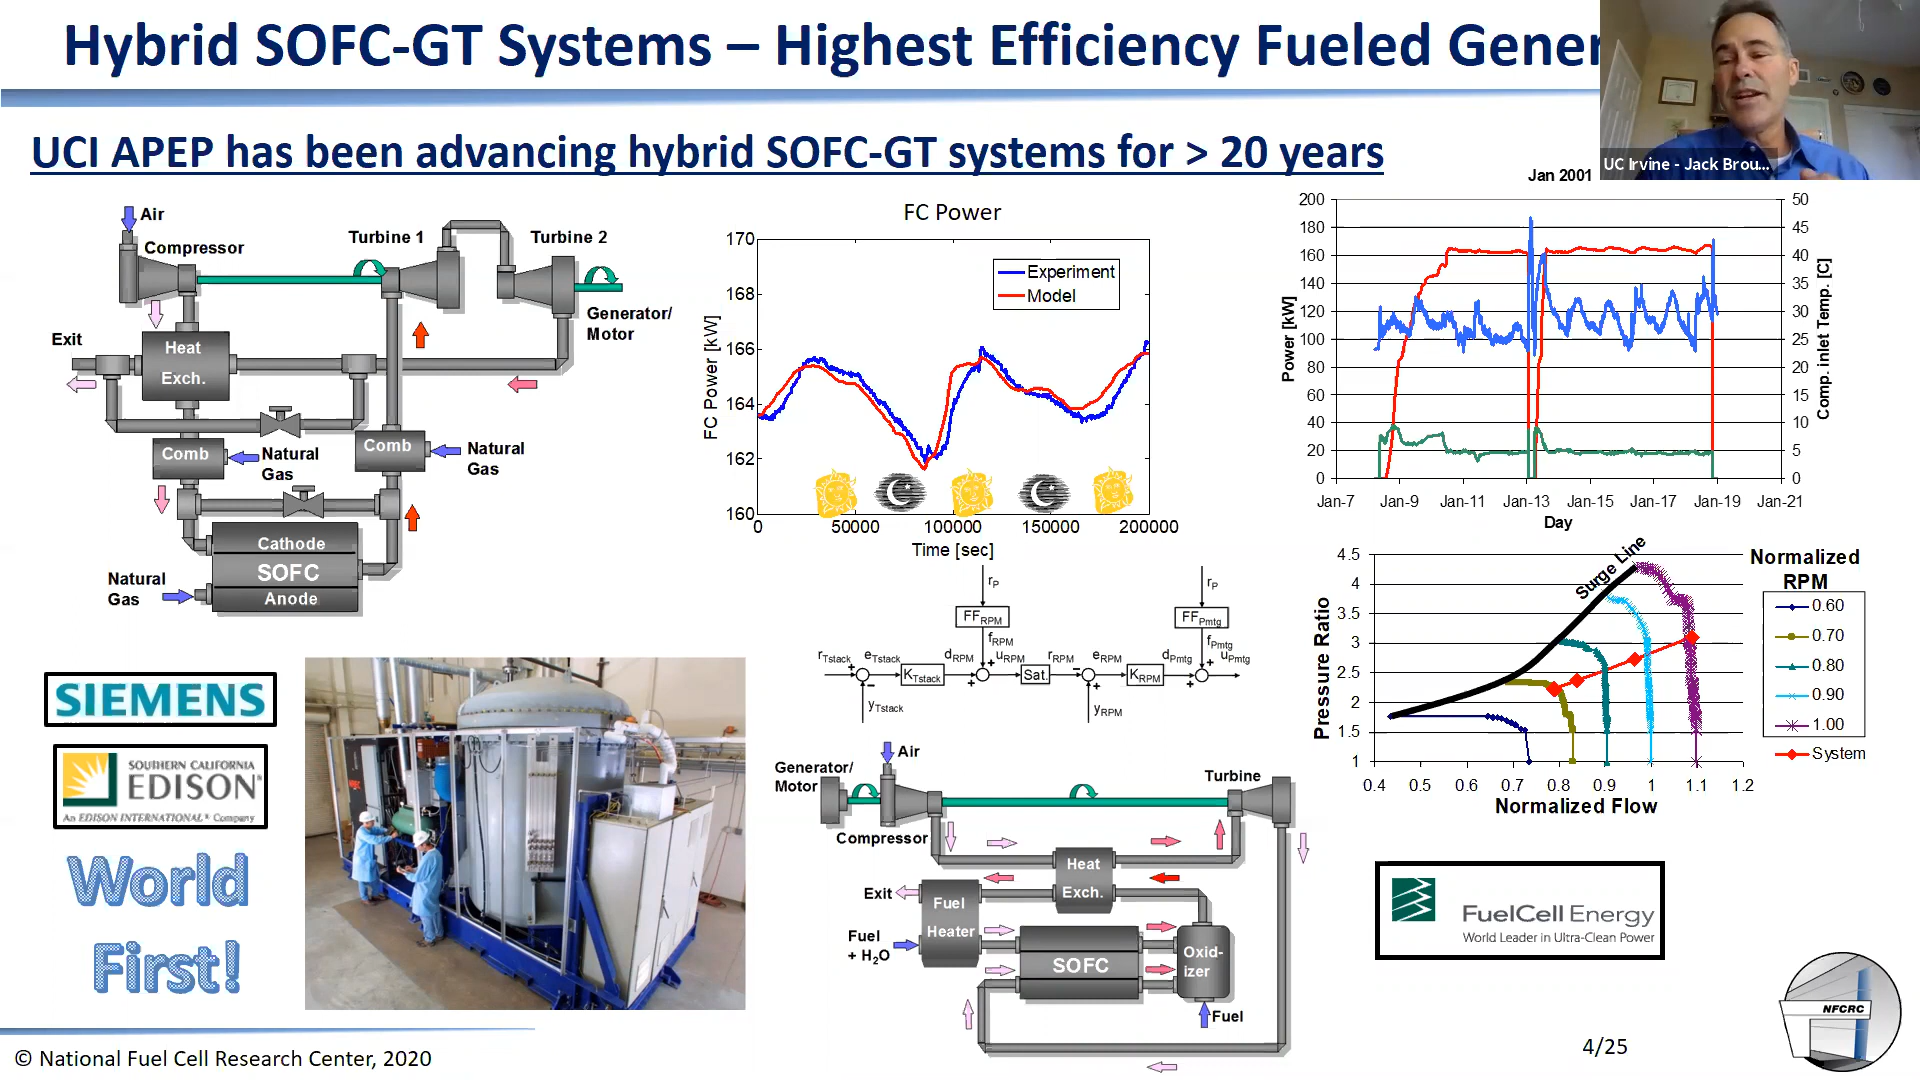 Hybrid SOFC-GT Systems – Highest Efficiency Fueled Gener
UC Irvine - Jack Brou...
UCI APEP has been advancing hybrid SOFC-GT systems for > 20 years
Air
Compressor
Turbine 1
Turbine 2
Generator/
Motor
Exit
Heat
Exch.
Comb
Natural
Gas
Comb
Natural
Gas
Cathode
SOFC
Anode
Natural
Gas
FC Power
170
168
166
164
162
160
FC Power [kW]
Experiment
Model
0
50000
100000
150000
200000
Time [sec]
Jan 2001
200
180
160
140
120
100
80
60
40
20
0
Power [kW]
50
45
40
35
30
25
20
15
10
5
0
Comp. inlet Temp. [C]
Jan-7
Jan-9
Jan-11
Jan-13
Jan-15
Jan-17
Jan-19
Jan-21
Day
rP
rP
FFRPM
FFPmtg
fRPM
fPmtg
rTstack
eTstack
dRPM
uRPM
rRPM
eRPM
dPmtg
uPmtg
+
+
−
+
+
KTstack
Sat.
KRPM
−
+
+
+
yTstack
yRPM
4.5
4
3.5
3
2.5
2
1.5
1
Pressure Ratio
Surge Line
0.4
0.5
0.6
0.7
0.8
0.9
1
1.1
1.2
Normalized Flow
Normalized
RPM
0.60
0.70
0.80
0.90
1.00
System
SIEMENS
SOUTHERN CALIFORNIA
EDISON®
An EDISON INTERNATIONAL® Company
World
First!
Generator/
Motor
Air
Compressor
Turbine
Heat
Exch.
Exit
Fuel
Heater
Fuel
+ H2O
SOFC
Oxid-
izer
Fuel
FuelCell Energy
World Leader in Ultra-Clean Power
NFCRC
4/25
© National Fuel Cell Research Center, 2020